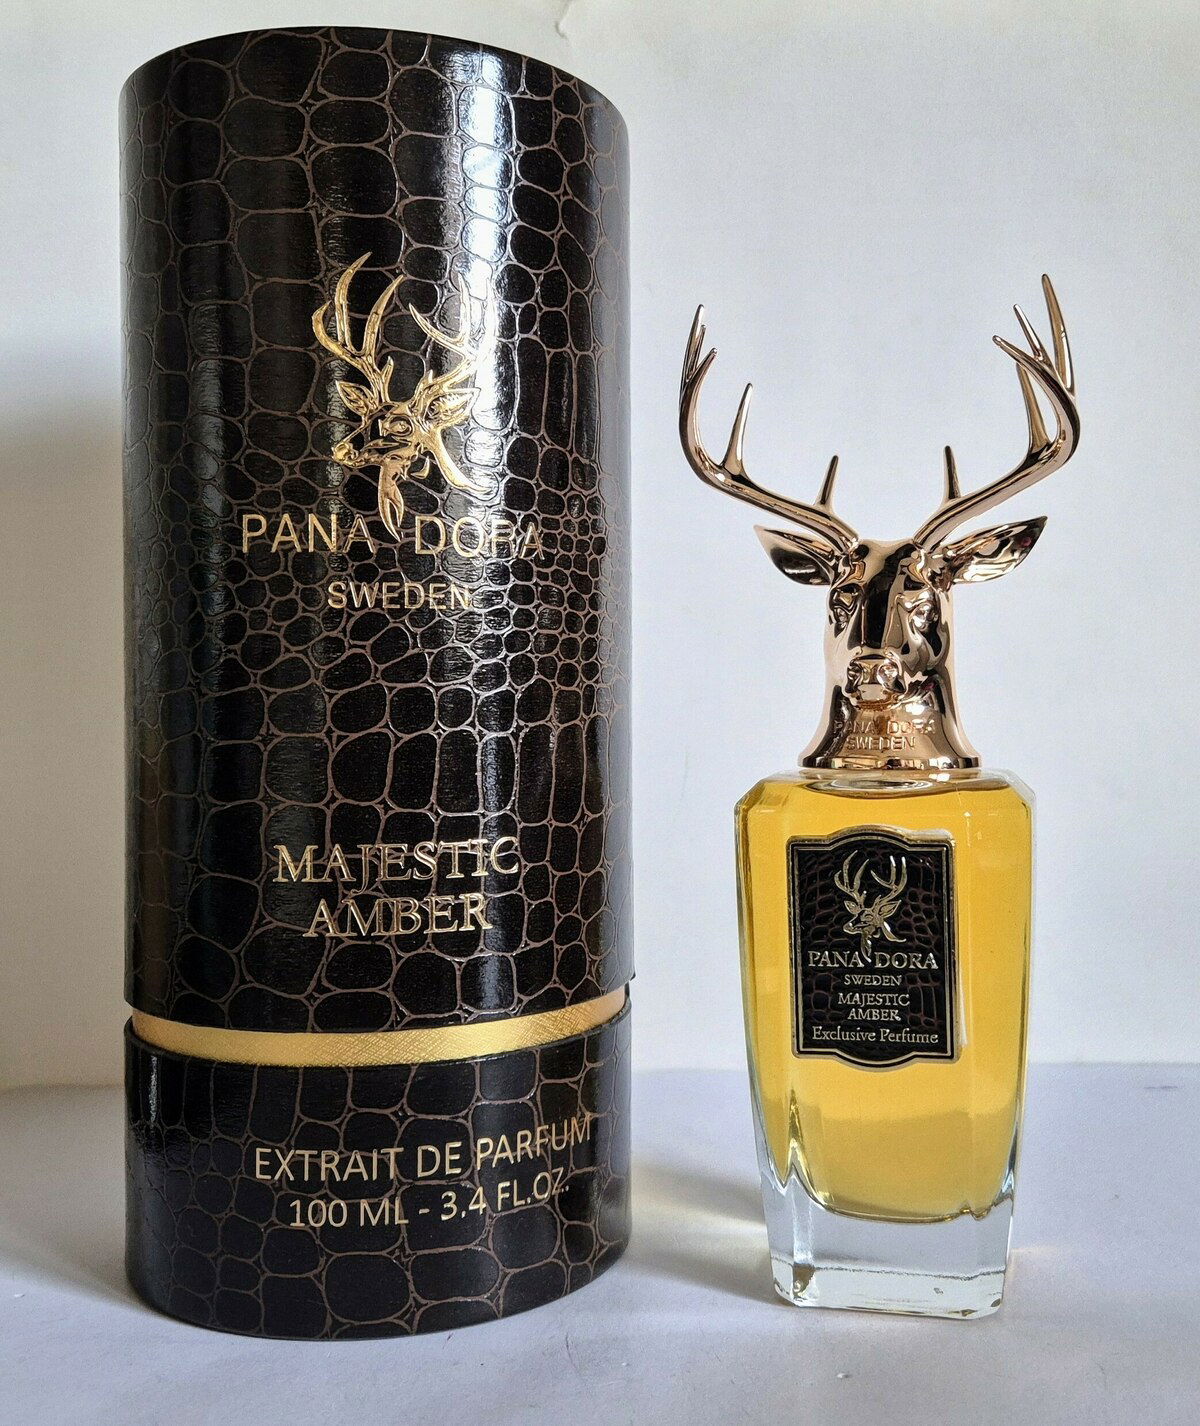 PANA DORA
SWEDEN
MAJESTIC
AMBER
EXTRAIT DE PARFUM
100 ML - 3.4 FL.OZ.
PANA DORA
SWEDEN
PANA DORA
SWEDEN
MAJESTIC
AMBER
Exclusive Perfume